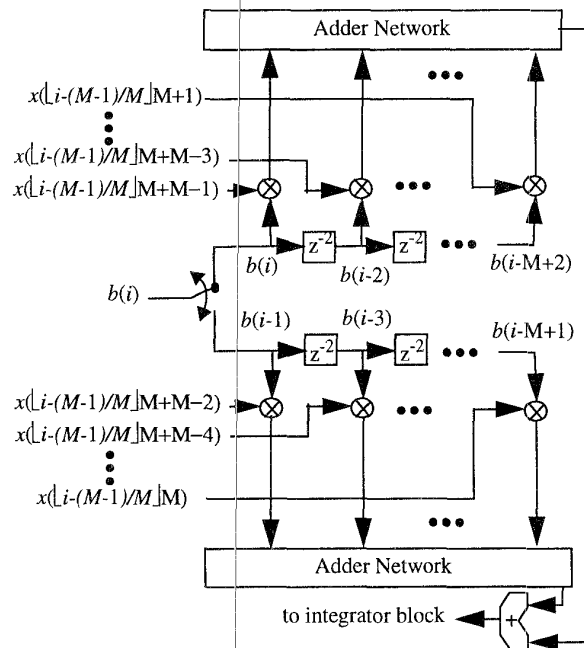 Adder Network
x(⌊i-(M-1)/M⌋M+1)
x(⌊i-(M-1)/M⌋M+M−3)
x(⌊i-(M-1)/M⌋M+M−1)
z⁻² z⁻²
b(i) b(i-2) b(i-M+2)
b(i)
b(i-1) b(i-3) b(i-M+1)
z⁻² z⁻²
x(⌊i-(M-1)/M⌋M+M−2)
x(⌊i-(M-1)/M⌋M+M−4)
x(⌊i-(M-1)/M⌋M)
Adder Network
to integrator block +